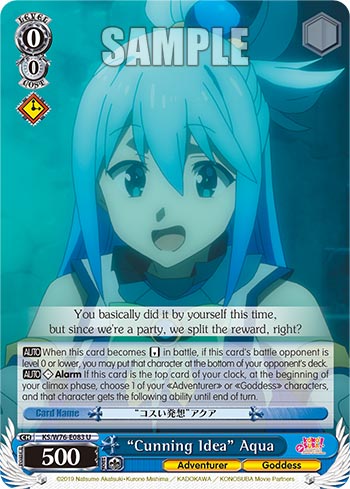 LEVEL
0
SAMPLE
0
COST
You basically did it by yourself this time,
but since we're a party, we split the reward, right?
AUTO When this card becomes [・] in battle, if this card's battle opponent is
level 0 or lower, you may put that character at the bottom of your opponent's deck.
AUTO Alarm If this card is the top card of your clock, at the beginning of
your climax phase, choose 1 of your «Adventurer» or «Goddess» characters,
and that character gets the following ability until end of turn.
Card Name
“コスい発想”アクア
CH
KS/W76-E083 U
POWER
500
“Cunning Idea” Aqua
Adventurer
Goddess
©2019 Natsume Akatsuki・Kurone Mishima / KADOKAWA / KONOSUBA Movie Partners